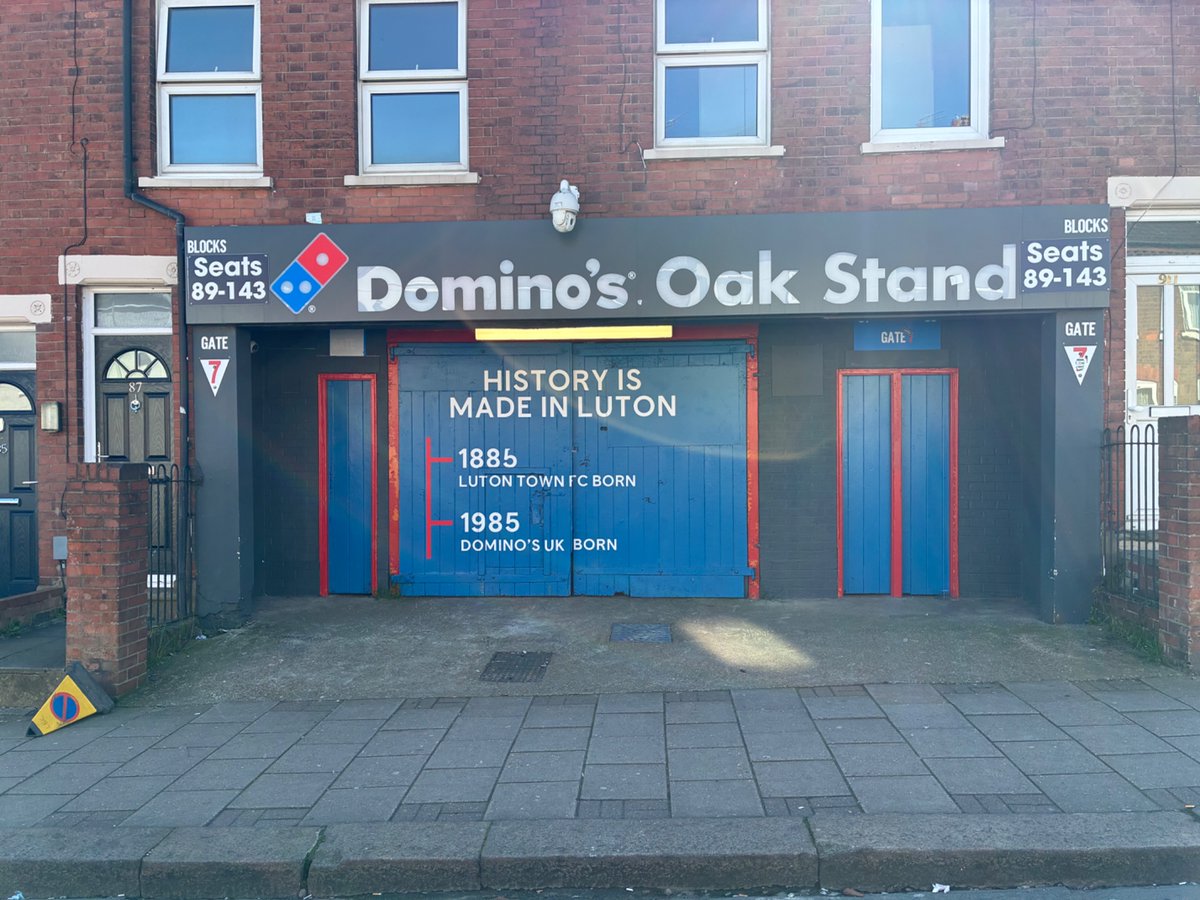 BLOCKS
Seats
89-143
Domino's® Oak Stand
BLOCKS
Seats
89-143
GATE
7
GATE 7
GATE
7
HISTORY IS
MADE IN LUTON
1885
LUTON TOWN FC BORN
1985
DOMINO'S UK BORN
87